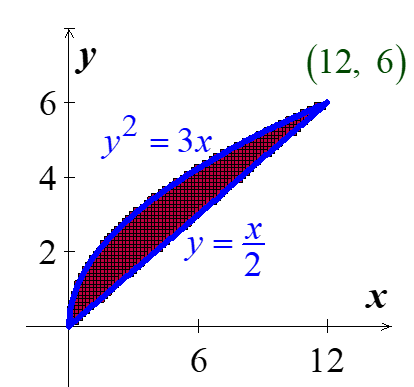 y
(12, 6)
6
y² = 3x
4
y = x/2
2
x
6 12